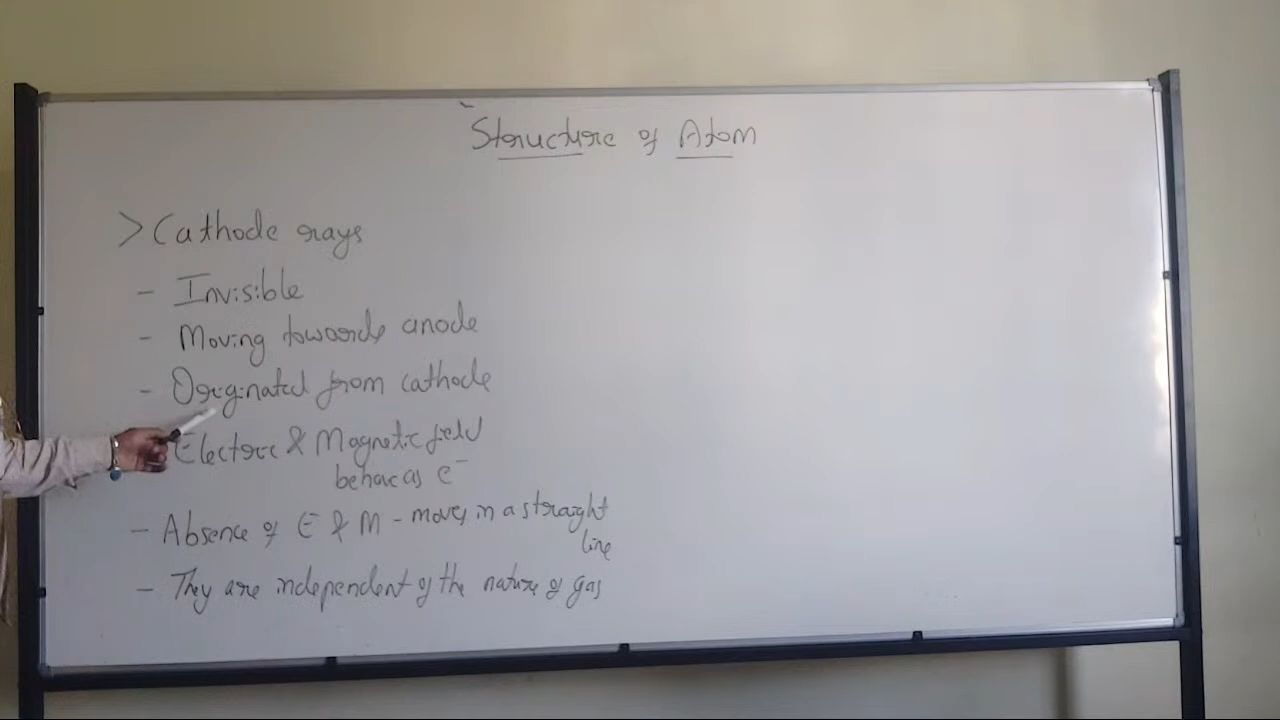 Structure of Atom
> Cathode rays
- Invisible
- Moving towards anode
- Originated from cathode
Electric & Magnetic field
behave as e⁻
- Absence of E & M - moves in a straight
line
- They are independent of the nature of gas